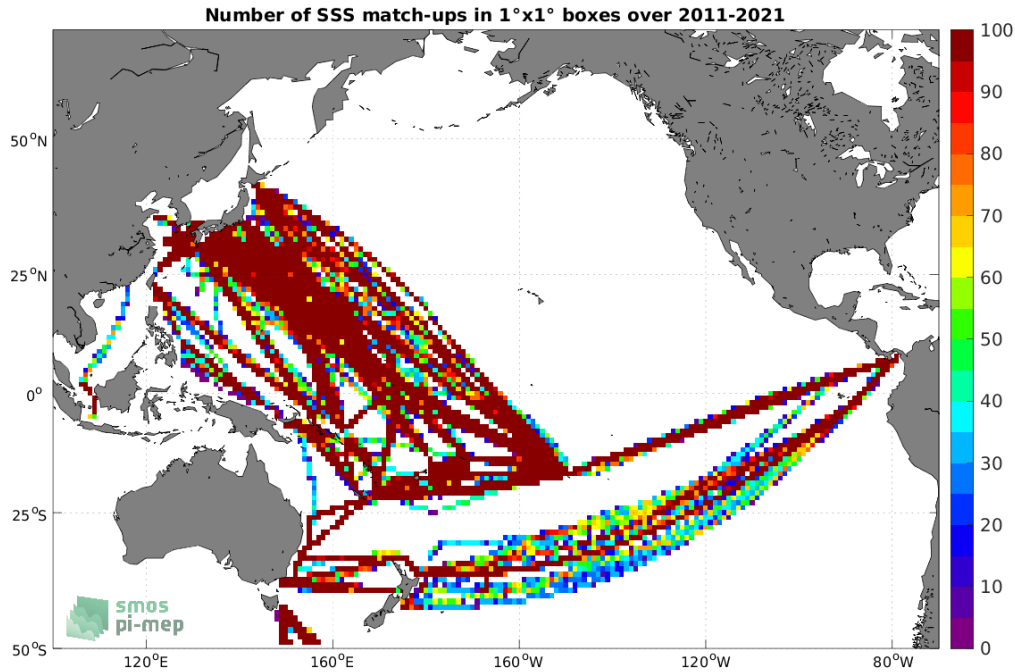 Number of SSS match-ups in 1°x1° boxes over 2011-2021
100
90
80
70
60
50
40
30
20
10
0
50°N
25°N
0°
25°S
50°S
120°E
160°E
160°W
120°W
80°W
smos
pi-mep